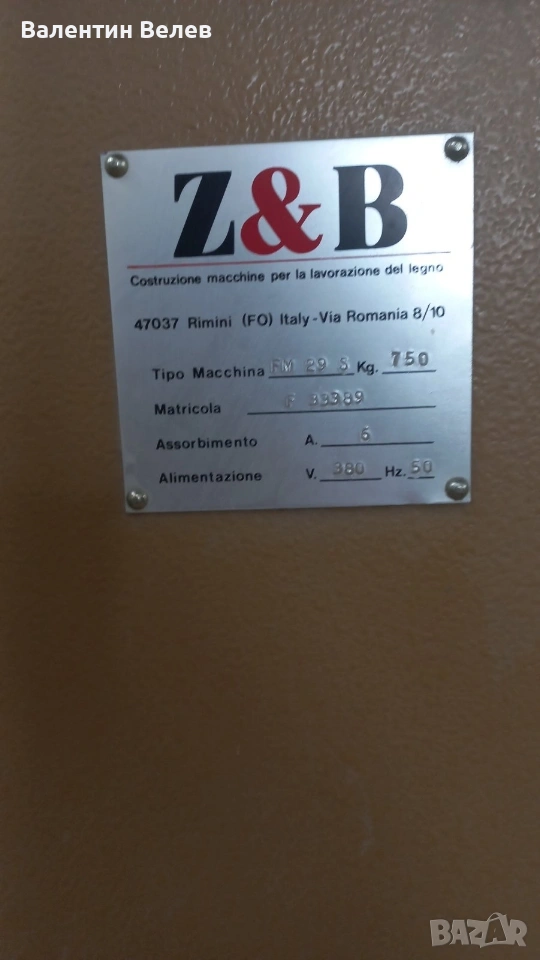 Валентин Велев
Z&B
Costruzione macchine per la lavorazione del legno
47037 Rimini (FO) Italy-Via Romania 8/10
Tipo Macchina FM 29 S Kg. 750
Matricola F 33389
Assorbimento A. 6
Alimentazione V. 380 Hz. 50
BAZAR